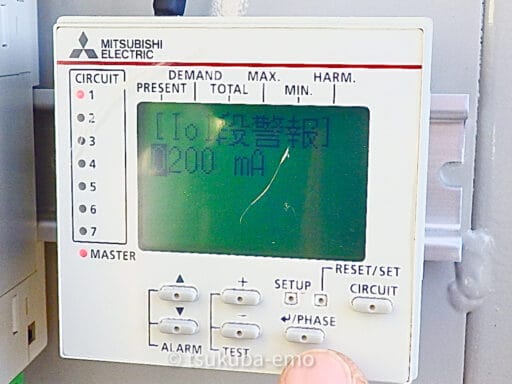 MITSUBISHI
ELECTRIC
CIRCUIT
DEMAND MAX. HARM.
PRESENT TOTAL MIN.
1
2
3
4
5
6
7
MASTER
[Io]段警報]
200 mA
RESET/SET
SETUP
CIRCUIT
▲ +
▼ −
↵/PHASE
ALARM TEST
© tsukuba-emo